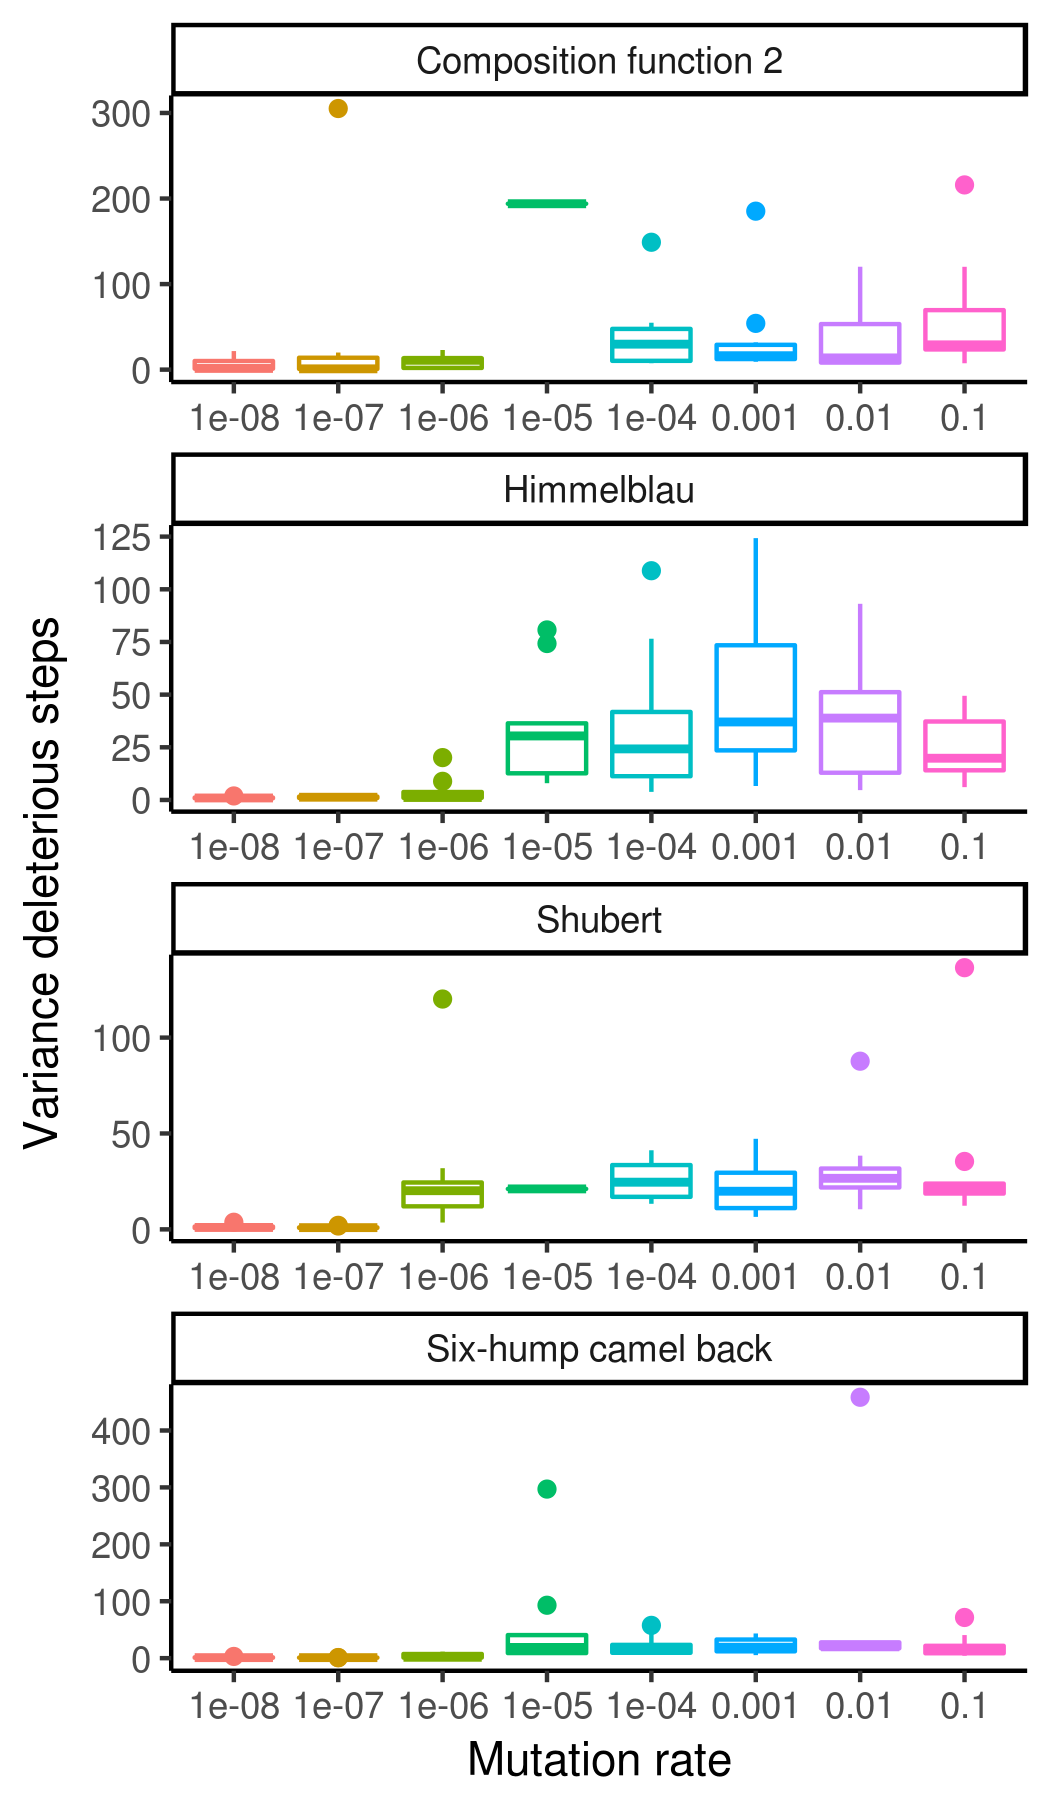 Composition function 2
300
200
100
0
1e-08 1e-07 1e-06 1e-05 1e-04 0.001 0.01 0.1
Himmelblau
125
100
75
50
25
0
1e-08 1e-07 1e-06 1e-05 1e-04 0.001 0.01 0.1
Shubert
100
50
0
1e-08 1e-07 1e-06 1e-05 1e-04 0.001 0.01 0.1
Six-hump camel back
400
300
200
100
0
1e-08 1e-07 1e-06 1e-05 1e-04 0.001 0.01 0.1
Mutation rate
Variance deleterious steps